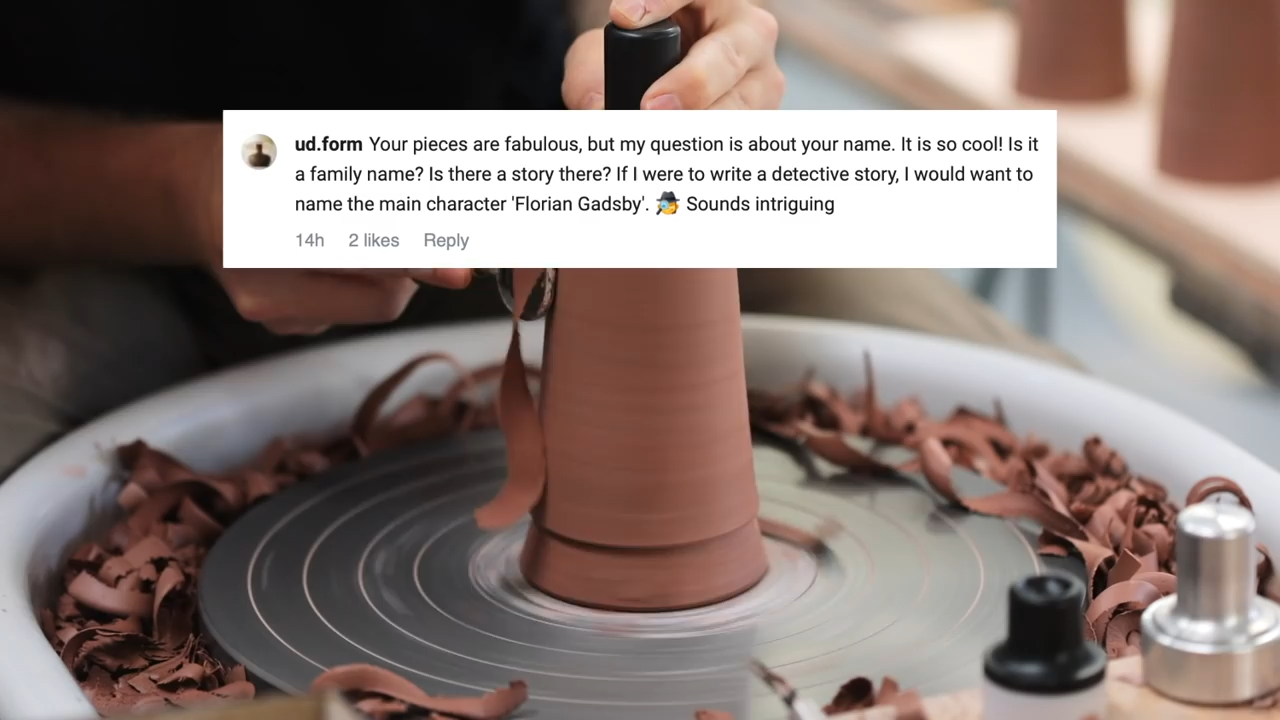 ud.form Your pieces are fabulous, but my question is about your name. It is so cool! Is it
a family name? Is there a story there? If I were to write a detective story, I would want to
name the main character 'Florian Gadsby'. 🕵️ Sounds intriguing
14h 2 likes Reply